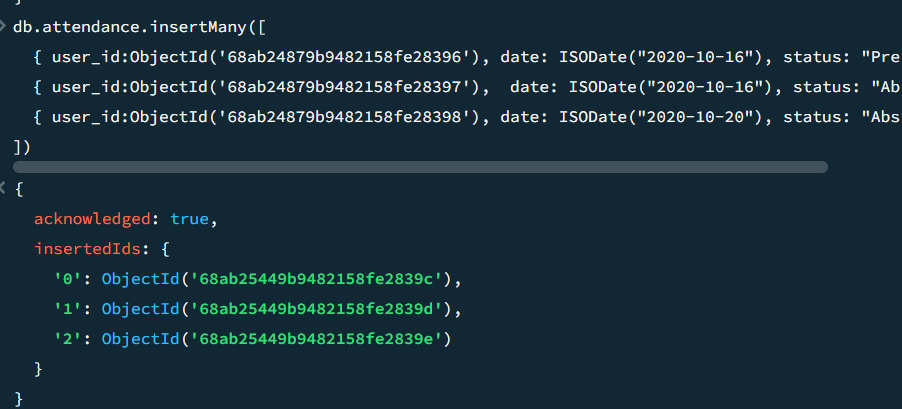 }
> db.attendance.insertMany([
{ user_id:ObjectId('68ab24879b9482158fe28396'), date: ISODate("2020-10-16"), status: "Pre
{ user_id:ObjectId('68ab24879b9482158fe28397'),  date: ISODate("2020-10-16"), status: "Ab
{ user_id:ObjectId('68ab24879b9482158fe28398'), date: ISODate("2020-10-20"), status: "Abs
])
< {
acknowledged: true,
insertedIds: {
'0': ObjectId('68ab25449b9482158fe2839c'),
'1': ObjectId('68ab25449b9482158fe2839d'),
'2': ObjectId('68ab25449b9482158fe2839e')
}
}